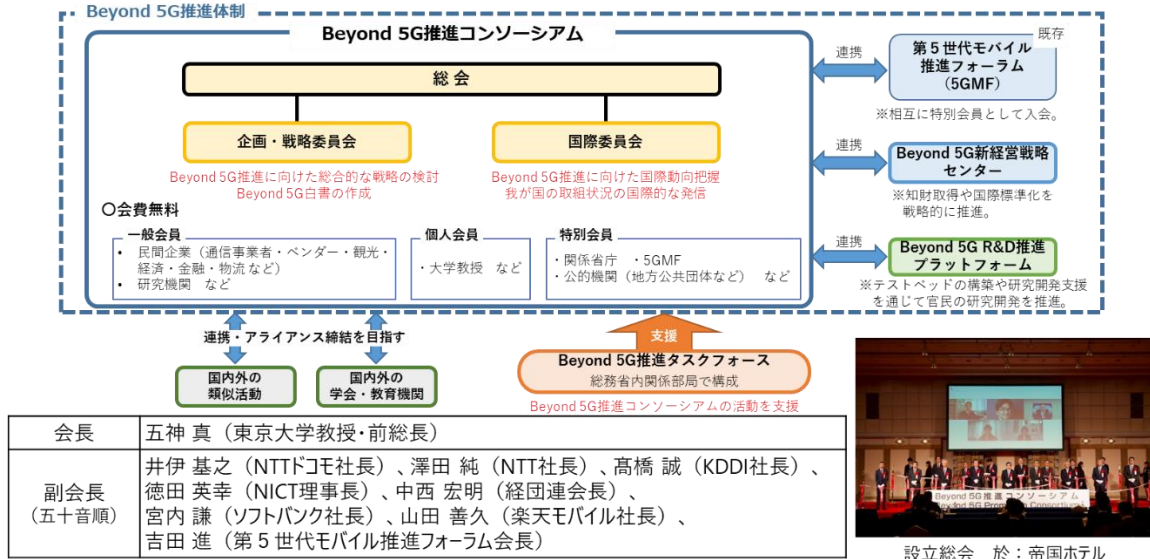 Beyond 5G推進体制
Beyond 5G推進コンソーシアム
総 会
企画・戦略委員会
国際委員会
Beyond 5G推進に向けた総合的な戦略の検討
Beyond 5G白書の作成
Beyond 5G推進に向けた国際動向把握
我が国の取組状況の国際的な発信
〇会費無料
一般会員
• 民間企業（通信事業者・ベンダー・観光・
経済・金融・物流 など）
• 研究機関 など
個人会員
・大学教授 など
特別会員
・関係省庁 ・5GMF
・公的機関（地方公共団体など） など
連携
既存
第５世代モバイル
推進フォーラム
（5GMF）
※相互に特別会員として入会。
連携
Beyond 5G新経営戦略
センター
※知財取得や国際標準化を
戦略的に推進。
連携
Beyond 5G R&D推進
プラットフォーム
※テストベッドの構築や研究開発支援
を通じて官民の研究開発を推進。
連携・アライアンス締結を目指す
国内外の
類似活動
国内外の
学会・教育機関
支援
Beyond 5G推進タスクフォース
総務省内関係部局で構成
Beyond 5G推進コンソーシアムの活動を支援
会長
五神 真（東京大学教授・前総長）
副会長
（五十音順）
井伊 基之（NTTドコモ社長）、澤田 純（NTT社長）、髙橋 誠（KDDI社長）、
徳田 英幸（NICT理事長）、中西 宏明（経団連会長）、
宮内 謙（ソフトバンク社長）、山田 善久（楽天モバイル社長）、
吉田 進（第５世代モバイル推進フォーラム会長）
Beyond 5G推進コンソーシアム
Beyond 5G Promotion Consortium
設立総会 於：帝国ホテル